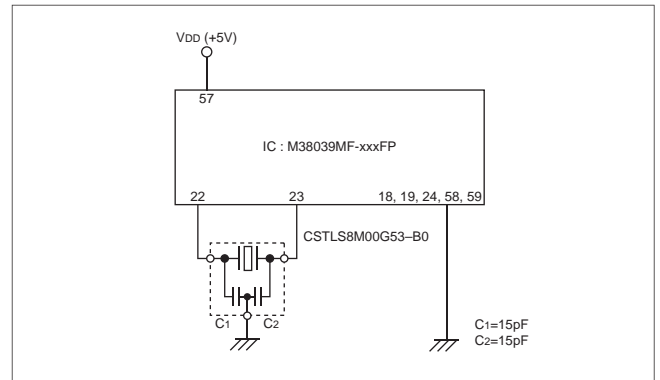 VDD (+5V)
57
IC : M38039MF-xxxFP
22 23 18, 19, 24, 58, 59
CSTLS8M00G53–B0
C1 C2
C1=15pF
C2=15pF